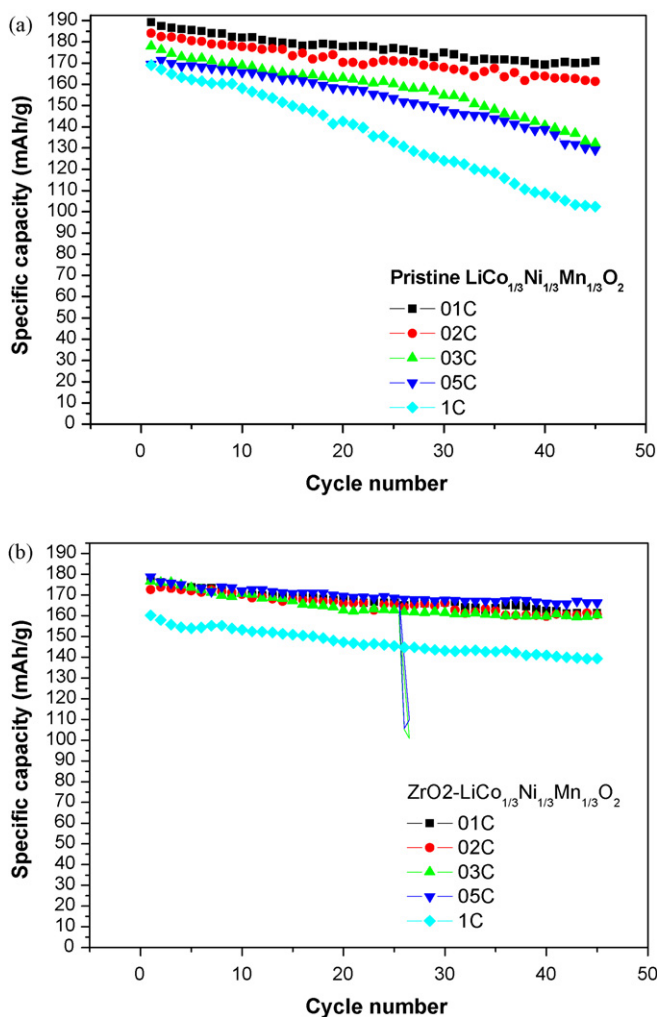 (a)
190
180
170
160
150
140
130
120
110
100
90
80
70
60
50
40
30
20
10
0
Specific capacity (mAh/g)
Pristine LiCo1/3Ni1/3Mn1/3O2
01C
02C
03C
05C
1C
0 10 20 30 40 50
Cycle number
(b)
190
180
170
160
150
140
130
120
110
100
90
80
70
60
50
40
30
20
10
0
Specific capacity (mAh/g)
ZrO2-LiCo1/3Ni1/3Mn1/3O2
01C
02C
03C
05C
1C
0 10 20 30 40 50
Cycle number